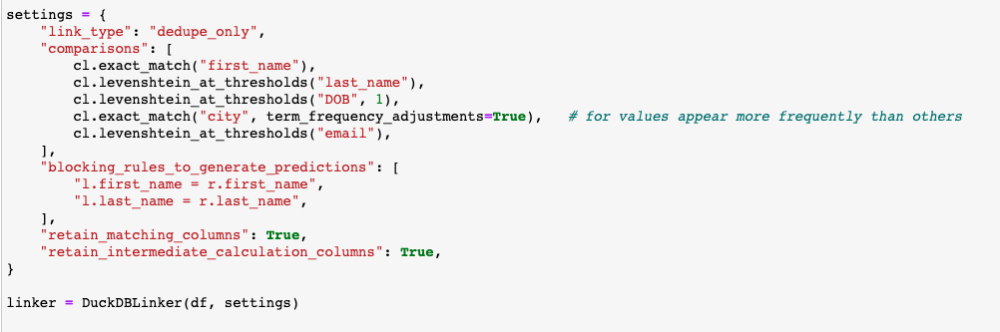 settings = {
    "link_type": "dedupe_only",
    "comparisons": [
        cl.exact_match("first_name"),
        cl.levenshtein_at_thresholds("last_name"),
        cl.levenshtein_at_thresholds("DOB", 1),
        cl.exact_match("city", term_frequency_adjustments=True),   # for values appear more frequently than others
        cl.levenshtein_at_thresholds("email"),
    ],
    "blocking_rules_to_generate_predictions": [
        "l.first_name = r.first_name",
        "l.last_name = r.last_name",
    ],
    "retain_matching_columns": True,
    "retain_intermediate_calculation_columns": True,
}

linker = DuckDBLinker(df, settings)